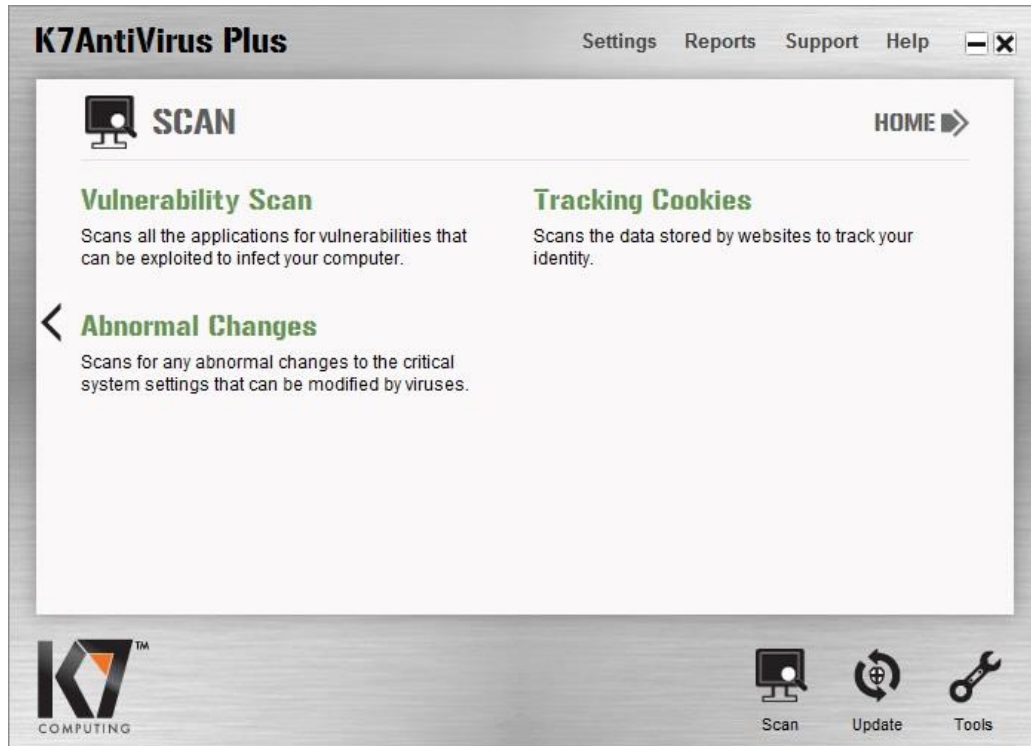 K7AntiVirus Plus
Settings Reports Support Help
SCAN
HOME
Vulnerability Scan
Scans all the applications for vulnerabilities that
can be exploited to infect your computer.
Tracking Cookies
Scans the data stored by websites to track your
identity.
Abnormal Changes
Scans for any abnormal changes to the critical
system settings that can be modified by viruses.
K7 TM
COMPUTING
Scan Update Tools